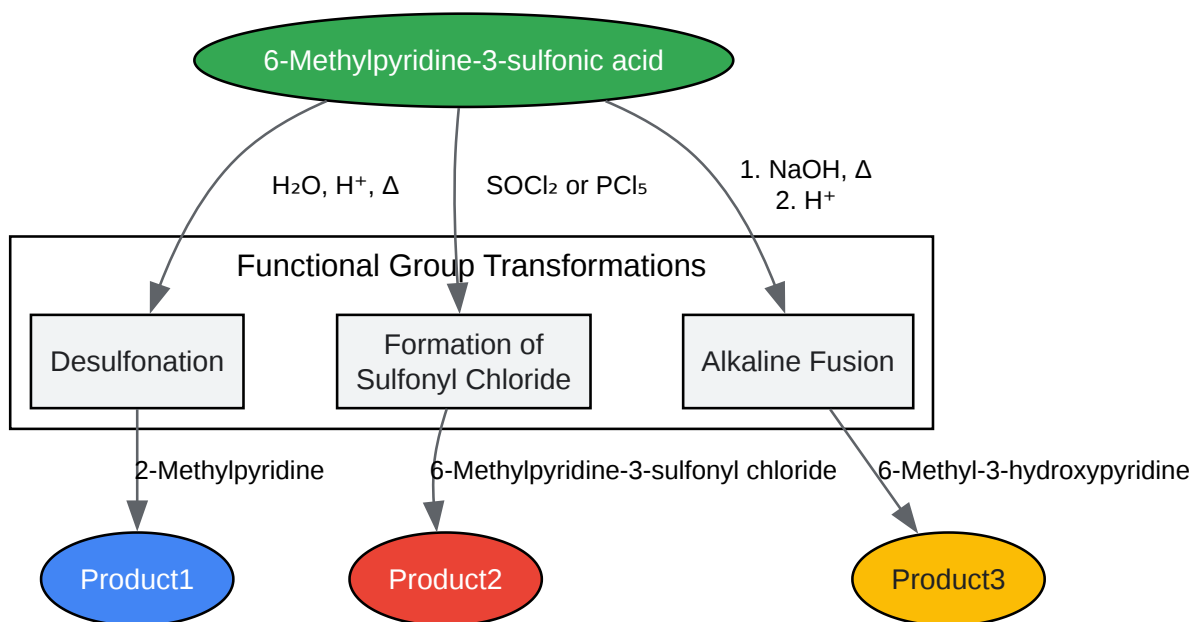 6-Methylpyridine-3-sulfonic acid
H₂O, H⁺, Δ
SOCl₂ or PCl₅
1. NaOH, Δ
2. H⁺
Functional Group Transformations
Desulfonation
Formation of
Sulfonyl Chloride
Alkaline Fusion
2-Methylpyridine
6-Methylpyridine-3-sulfonyl chloride
6-Methyl-3-hydroxypyridine
Product1
Product2
Product3